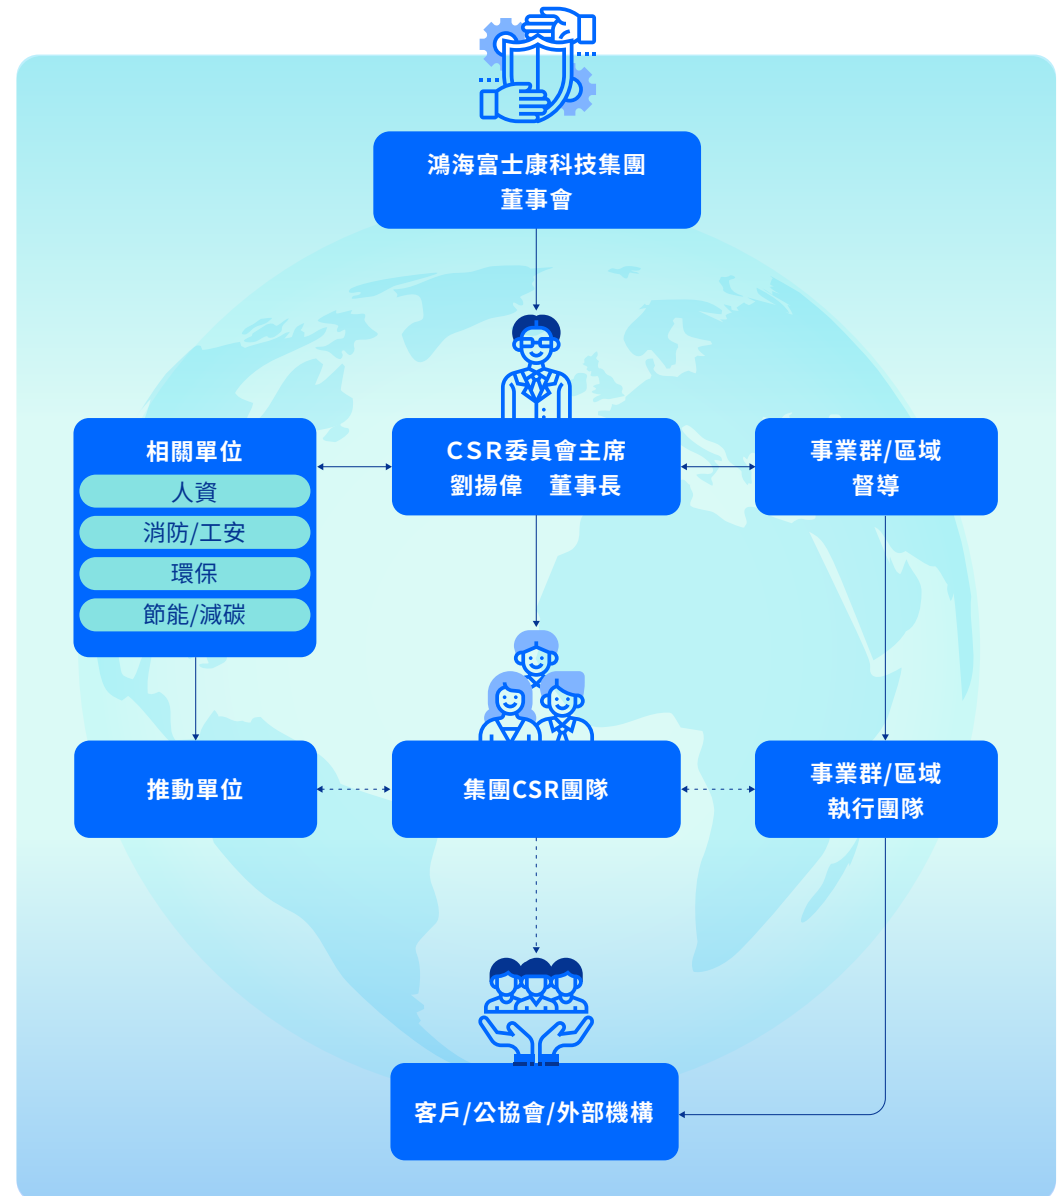 鴻海富士康科技集團
董事會
相關單位
人資
消防/工安
環保
節能/減碳
CSR委員會主席
劉揚偉　董事長
事業群/區域
督導
推動單位
集團CSR團隊
事業群/區域
執行團隊
客戶/公協會/外部機構